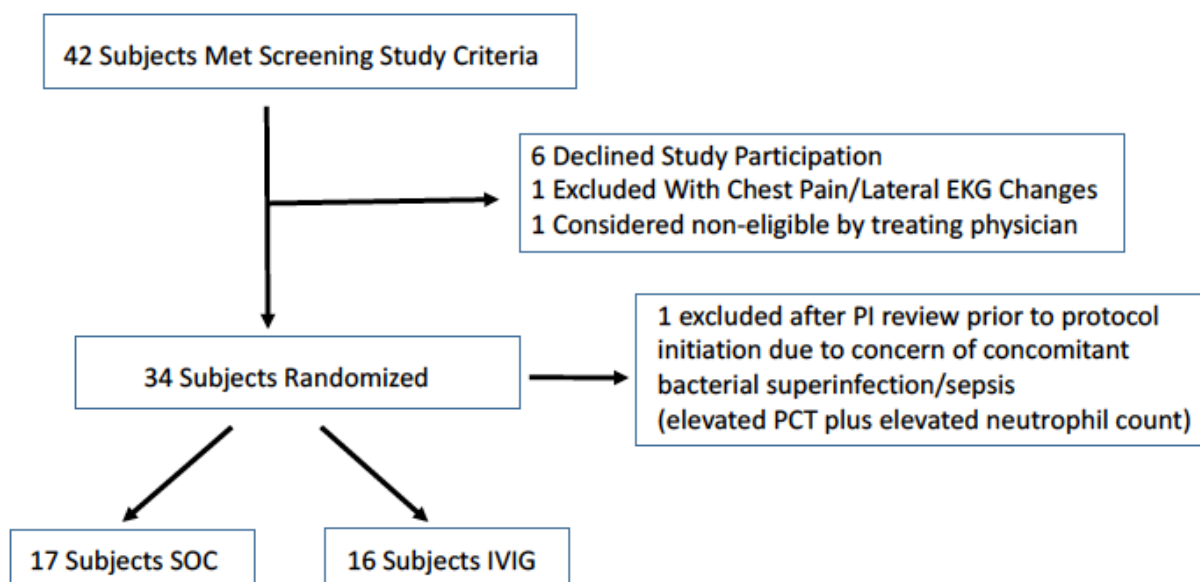 42 Subjects Met Screening Study Criteria
6 Declined Study Participation
1 Excluded With Chest Pain/Lateral EKG Changes
1 Considered non-eligible by treating physician
34 Subjects Randomized
1 excluded after PI review prior to protocol
initiation due to concern of concomitant
bacterial superinfection/sepsis
(elevated PCT plus elevated neutrophil count)
17 Subjects SOC
16 Subjects IVIG